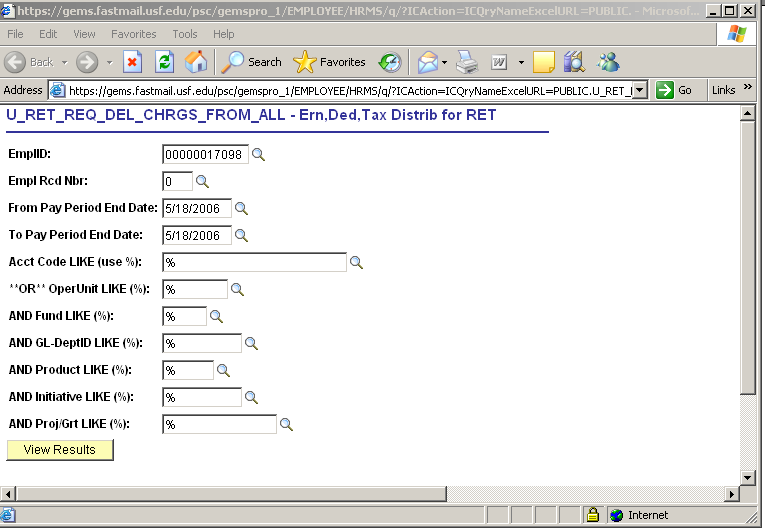 https://gems.fastmail.usf.edu/psc/gemspro_1/EMPLOYEE/HRMS/q/?ICAction=ICQryNameExcelURL=PUBLIC. - Microsof...
File Edit View Favorites Tools Help
Back Search Favorites W
Address https://gems.fastmail.usf.edu/psc/gemspro_1/EMPLOYEE/HRMS/q/?ICAction=ICQryNameExcelURL=PUBLIC.U_RET_ Go Links »
U_RET_REQ_DEL_CHRGS_FROM_ALL - Ern,Ded,Tax Distrib for RET
EmplID: 00000017098
Empl Rcd Nbr: 0
From Pay Period End Date: 5/18/2006
To Pay Period End Date: 5/18/2006
Acct Code LIKE (use %): %
**OR** OperUnit LIKE (%): %
AND Fund LIKE (%): %
AND GL-DeptID LIKE (%): %
AND Product LIKE (%): %
AND Initiative LIKE (%): %
AND Proj/Grt LIKE (%): %
View Results
Internet